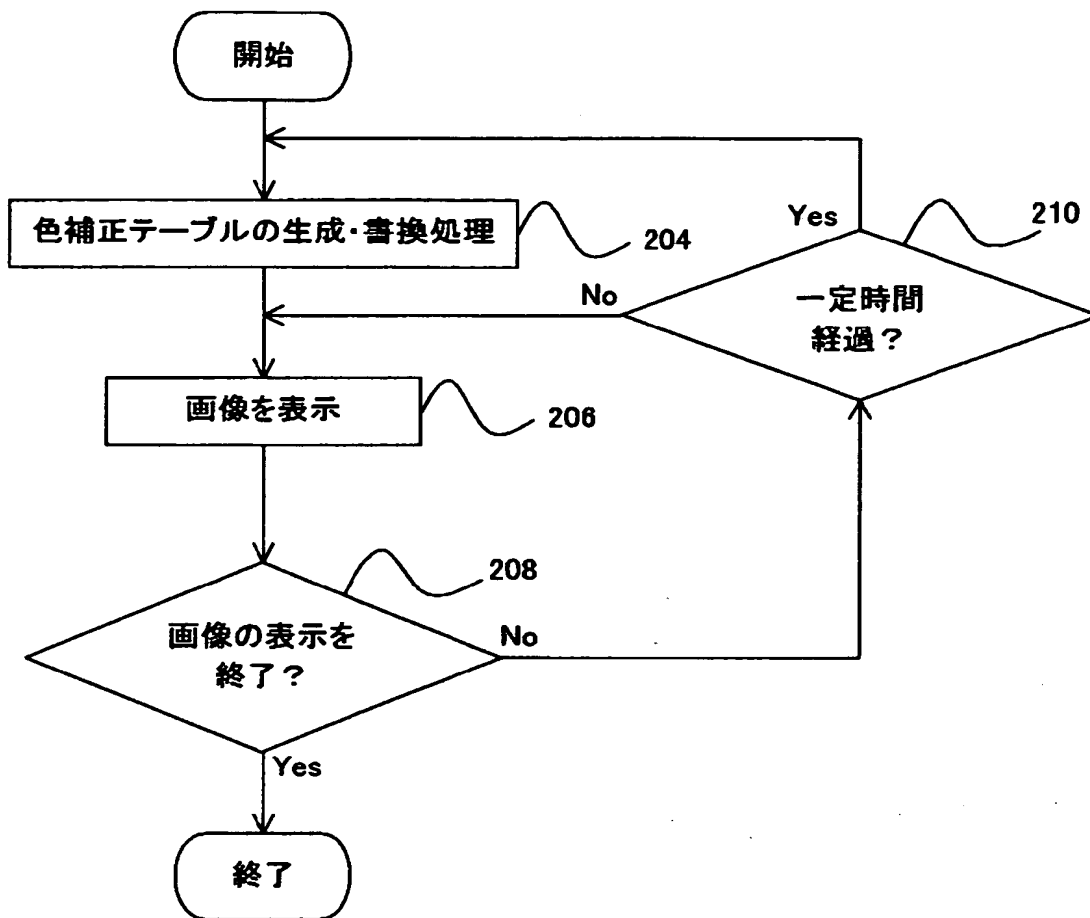 開始
色補正テーブルの生成・書換処理
204
Yes
210
No
一定時間
経過？
画像を表示
206
208
画像の表示を
終了？
No
Yes
終了